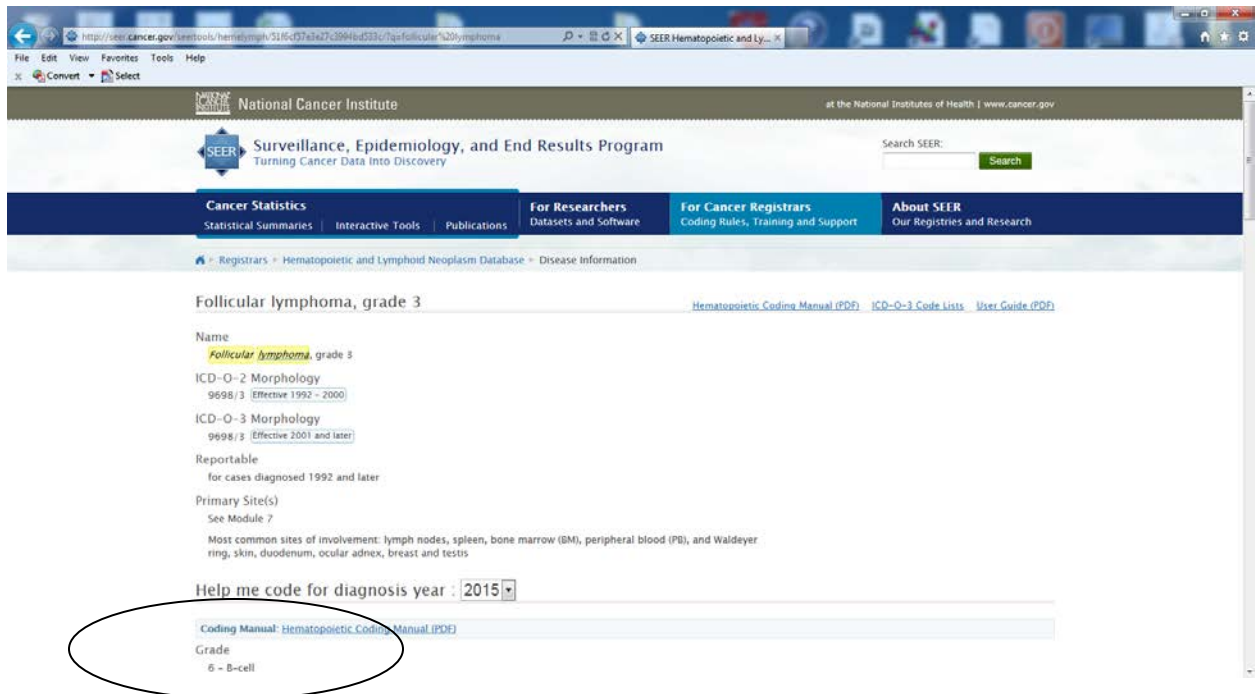 http://seer.cancer.gov/seertools/hemelymph/
SEER Hematopoietic and Ly...
File Edit View Favorites Tools Help
x Convert Select
NATIONAL CANCER INSTITUTE
National Cancer Institute
at the National Institutes of Health | www.cancer.gov
SEER
Surveillance, Epidemiology, and End Results Program
Turning Cancer Data Into Discovery
Search SEER:
Search
Cancer Statistics
Statistical Summaries | Interactive Tools | Publications
For Researchers
Datasets and Software
For Cancer Registrars
Coding Rules, Training and Support
About SEER
Our Registries and Research
Registrars Hematopoietic and Lymphoid Neoplasm Database Disease Information
Follicular lymphoma, grade 3
Hematopoietic Coding Manual (PDF) ICD-O-3 Code Lists User Guide (PDF)
Name
Follicular lymphoma, grade 3
ICD-O-2 Morphology
9698/3 Effective 1992 - 2000
ICD-O-3 Morphology
9698/3 Effective 2001 and later
Reportable
for cases diagnosed 1992 and later
Primary Site(s)
See Module 7
Most common sites of involvement: lymph nodes, spleen, bone marrow (BM), peripheral blood (PB), and Waldeyer
ring, skin, duodenum, ocular adnex, breast and testis
Help me code for diagnosis year : 2015
Coding Manual: Hematopoietic Coding Manual (PDF)
Grade
6 - B-cell